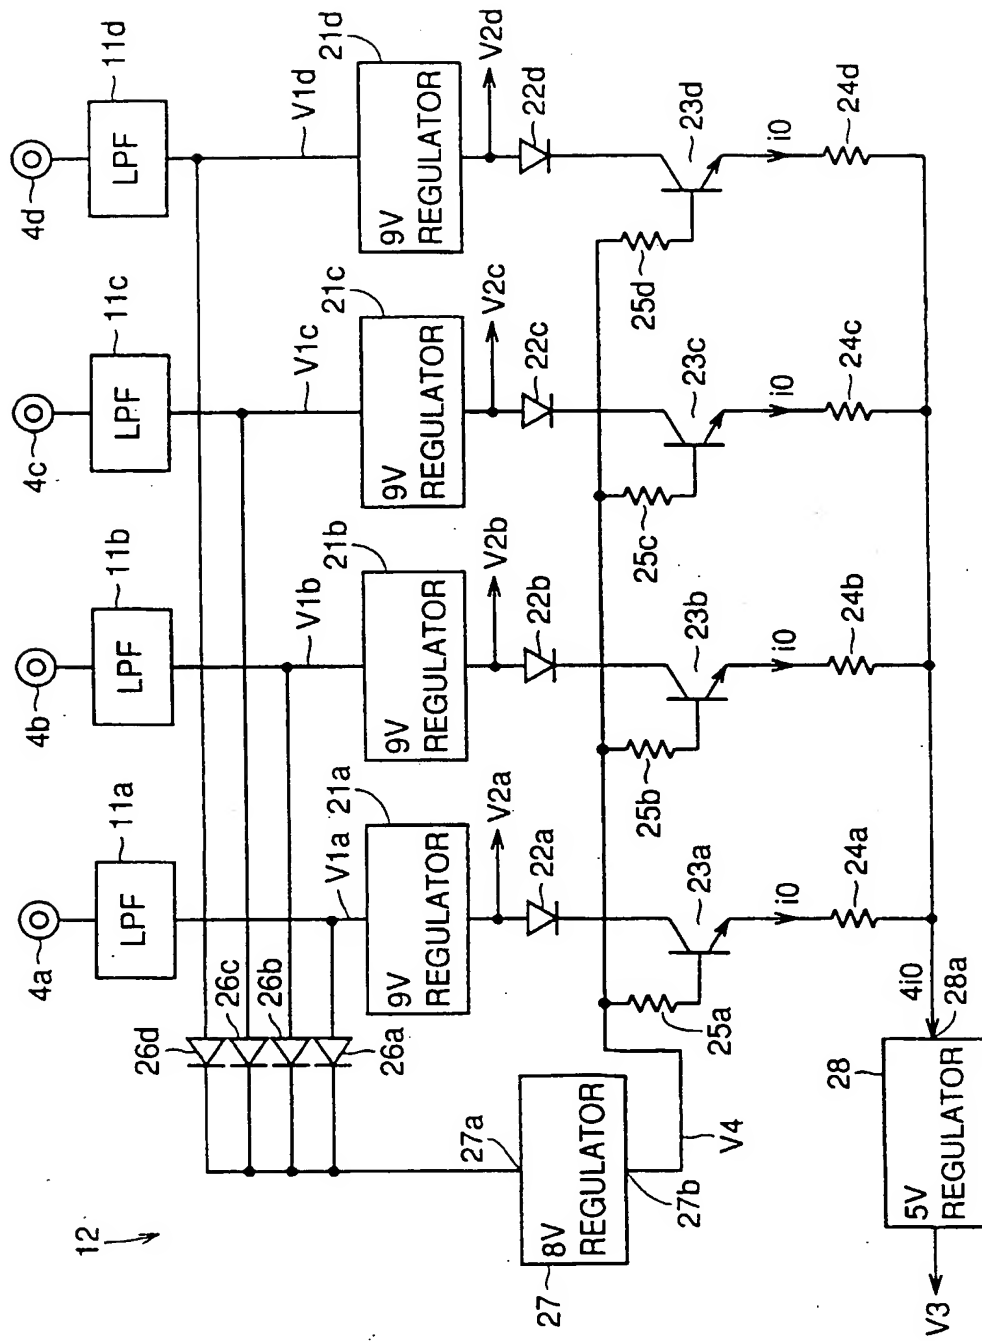 12
4a
4b
4c
4d
11a
11b
11c
11d
LPF
LPF
LPF
LPF
26d
26c
26b
26a
V1a
V1b
V1c
V1d
21a
21b
21c
21d
9V
REGULATOR
9V
REGULATOR
9V
REGULATOR
9V
REGULATOR
V2a
V2b
V2c
V2d
22a
22b
22c
22d
27a
8V
REGULATOR
27
27b
V4
25a
25b
25c
25d
23a
23b
23c
23d
i0
i0
i0
i0
24a
24b
24c
24d
4i0
28a
28
5V
REGULATOR
V3